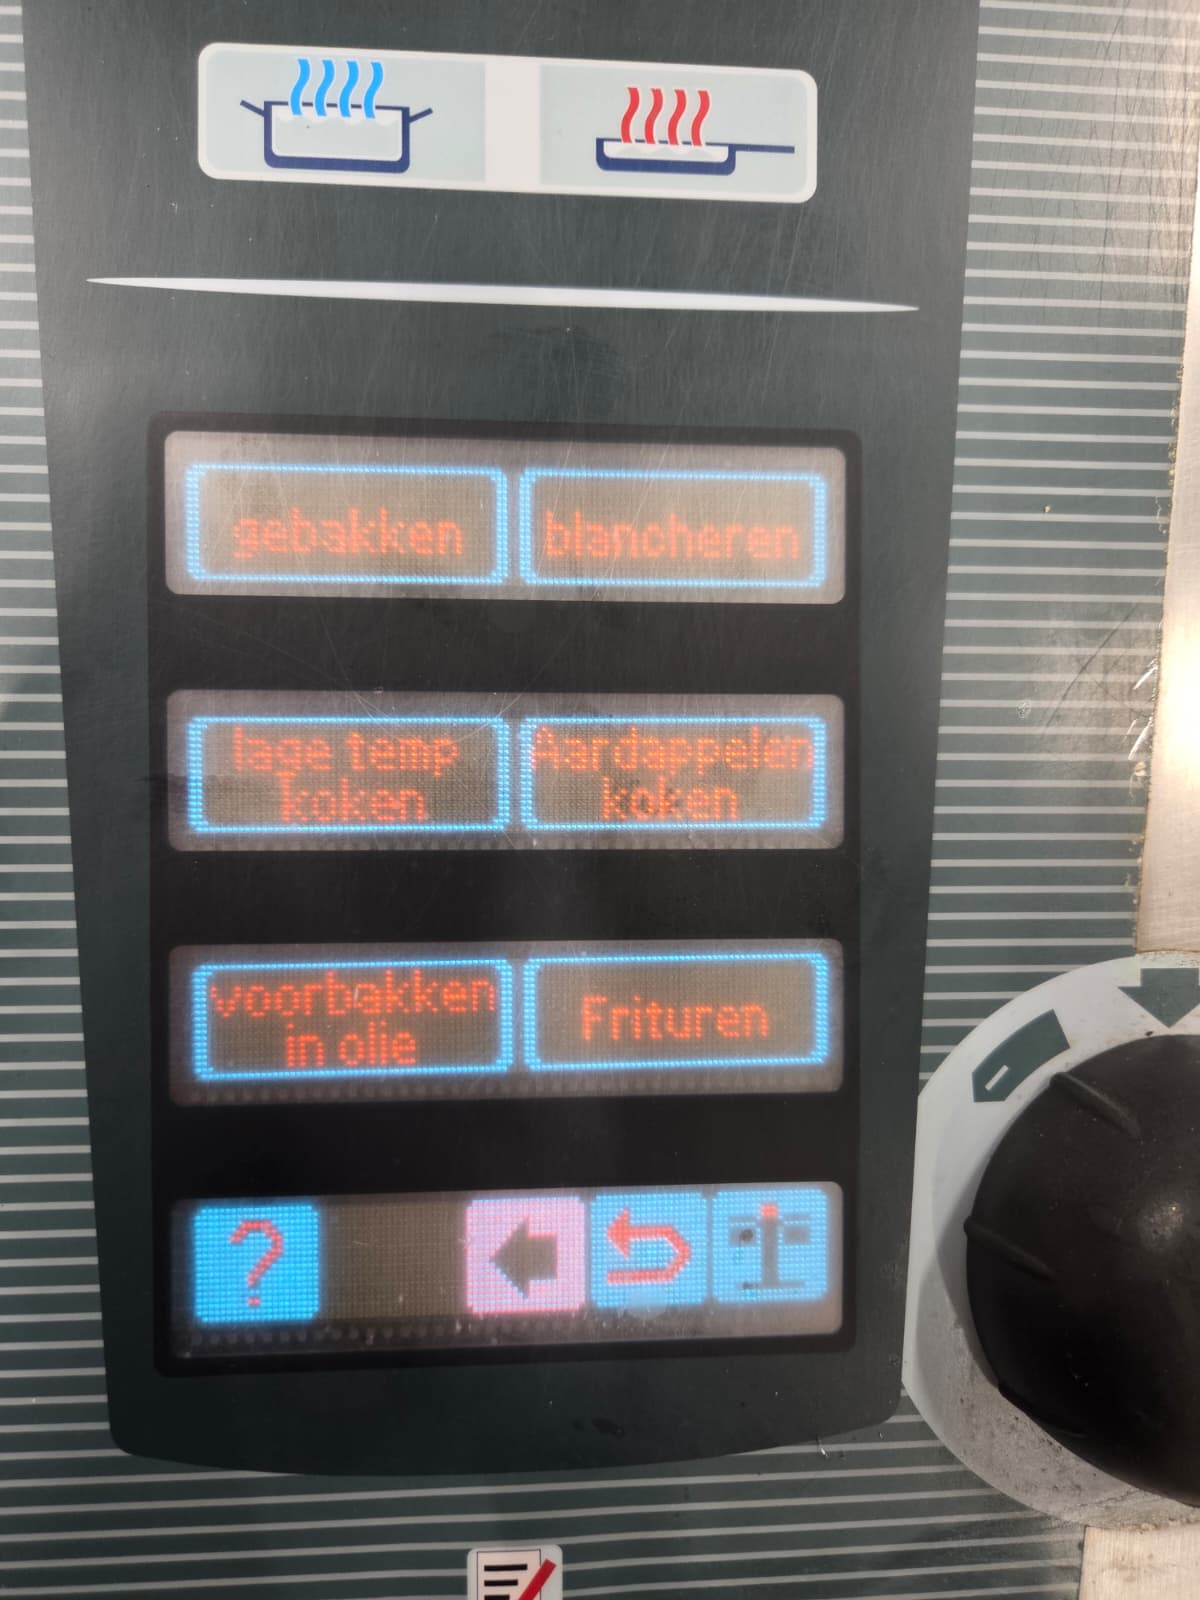 gebakken
blancheren
lage temp
koken
Aardappelen
koken
voorbakken
in olie
Frituren
?